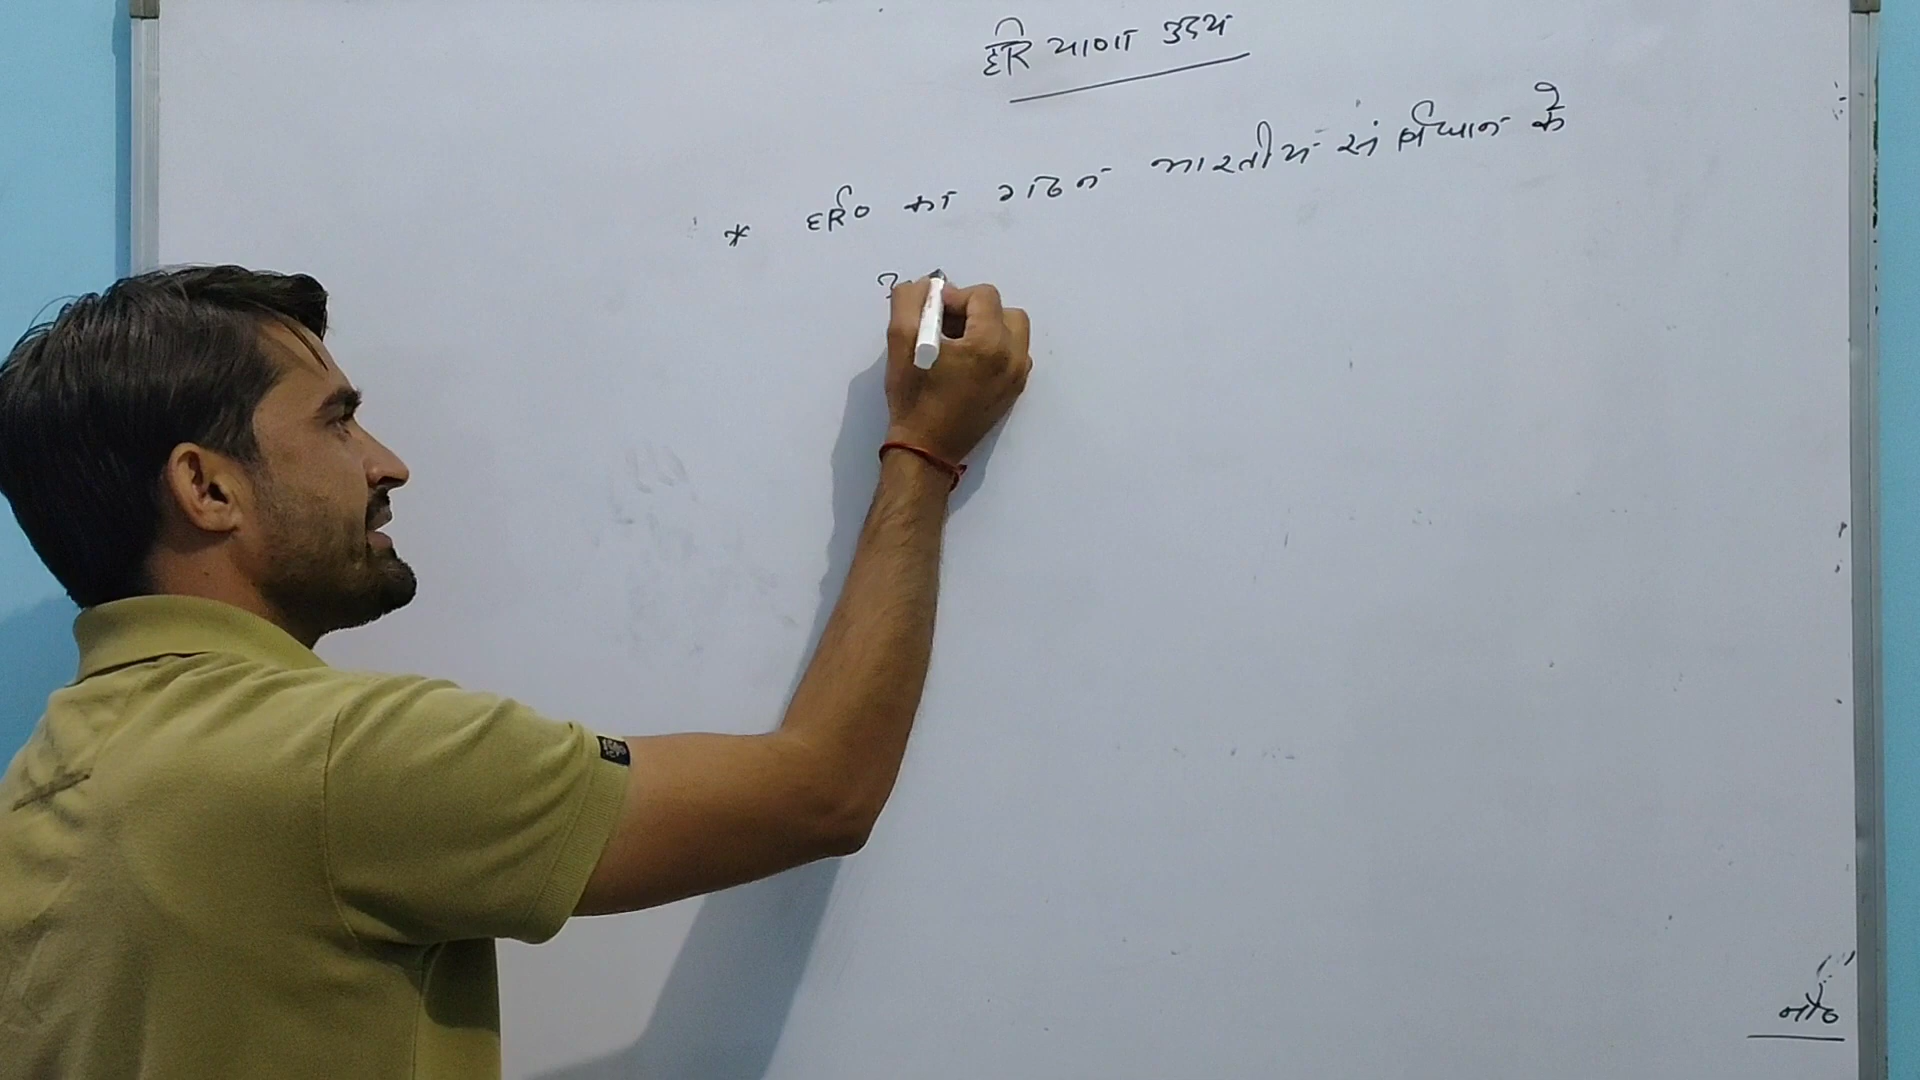 हरियाणा उदय
* हरि० का गठन भारतीय संविधान के
नोट